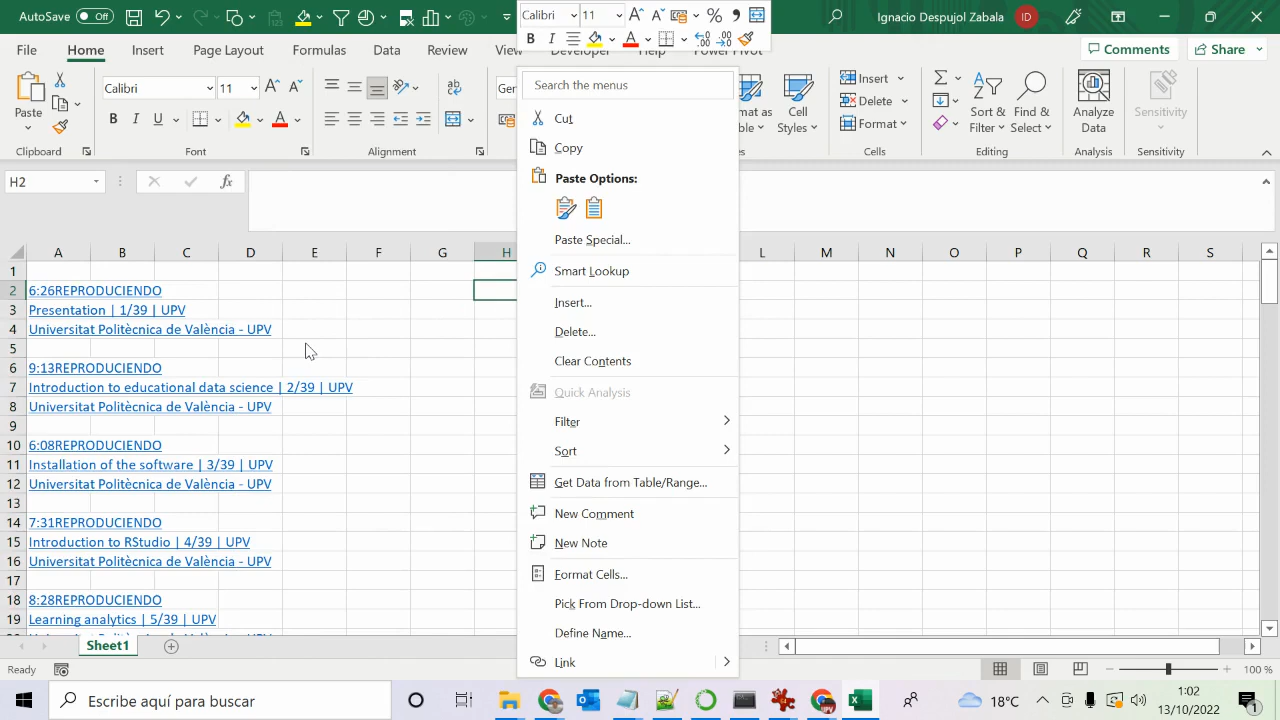 AutoSave Off
Calibri 11
Ignacio Despujol Zabala ID
File Home Insert Page Layout Formulas Data Review
Comments Share
Calibri 11
Paste
Clipboard Font Alignment
Insert
Delete
Format
Cells
Cell Styles
Sort & Filter
Find & Select
Editing
Analyze Data
Analysis
Sensitivity
Sensitivity
H2 fx
Search the menus
Cut
Copy
Paste Options:
Paste Special...
Smart Lookup
Insert...
Delete...
Clear Contents
Quick Analysis
Filter
Sort
Get Data from Table/Range...
New Comment
New Note
Format Cells...
Pick From Drop-down List...
Define Name...
Link
A B C D E F G H L M N O P Q R S
1
2 6:26REPRODUCIENDO
3 Presentation | 1/39 | UPV
4 Universitat Politècnica de València - UPV
5
6 9:13REPRODUCIENDO
7 Introduction to educational data science | 2/39 | UPV
8 Universitat Politècnica de València - UPV
9
10 6:08REPRODUCIENDO
11 Installation of the software | 3/39 | UPV
12 Universitat Politècnica de València - UPV
13
14 7:31REPRODUCIENDO
15 Introduction to RStudio | 4/39 | UPV
16 Universitat Politècnica de València - UPV
17
18 8:28REPRODUCIENDO
19 Learning analytics | 5/39 | UPV
Sheet1
Ready
100 %
Escribe aquí para buscar
18°C
1:02
13/10/2022
1